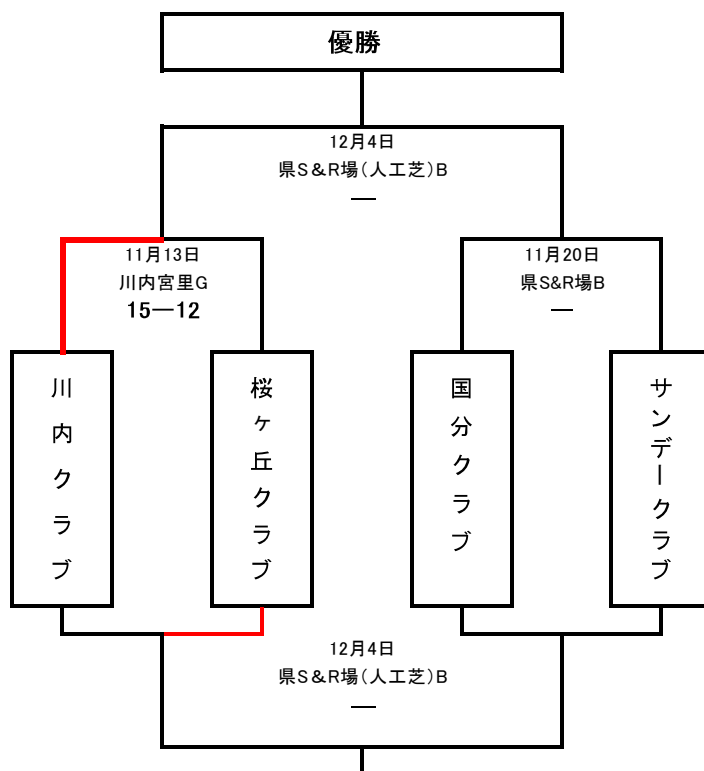 優勝
12月4日
県S&R場(人工芝)B
―
11月13日
川内宮里G
15―12
11月20日
県S&R場B
―
川内クラブ
桜ヶ丘クラブ
国分クラブ
サンデークラブ
12月4日
県S&R場(人工芝)B
―